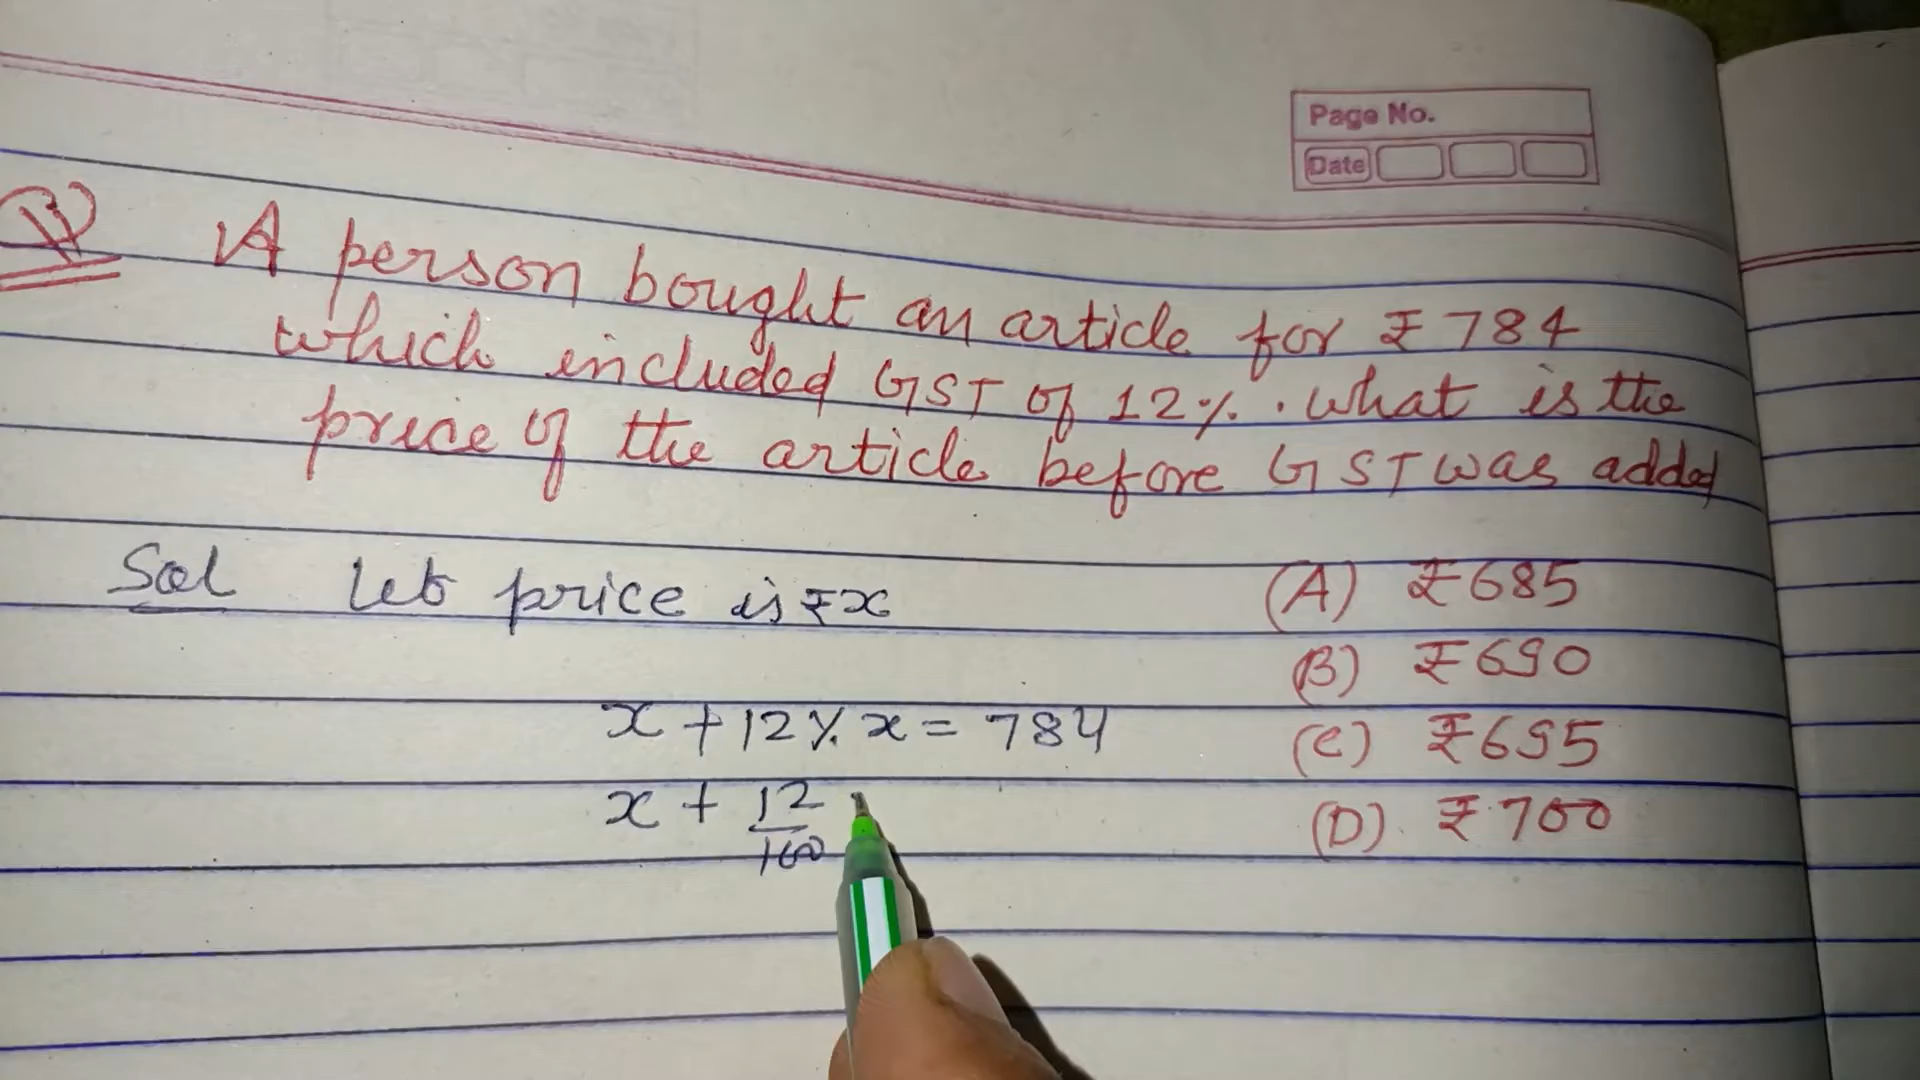 Page No.
Date
Q A person bought an article for ₹784
which included GST of 12%. what is the
price of the article before GST was added
Sol Let price is ₹x
(A) ₹685
(B) ₹690
x + 12% x = 784
(C) ₹695
x + 12/100
(D) ₹700